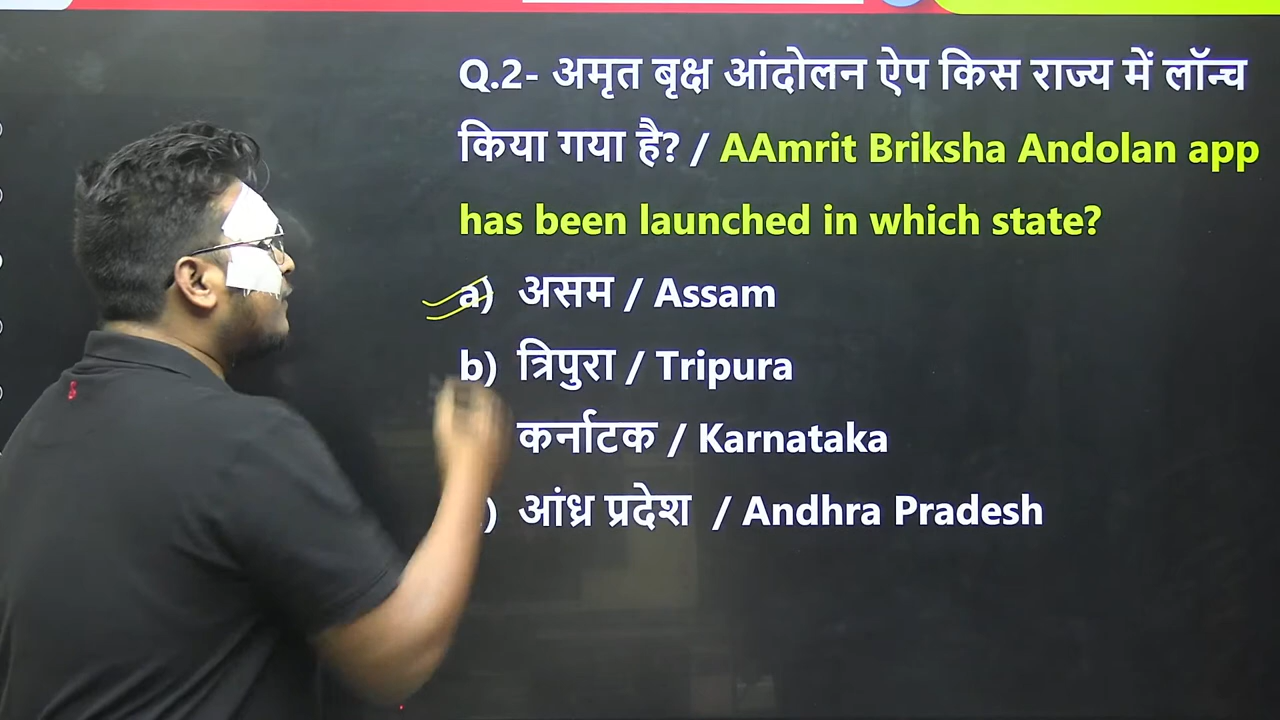 Q.2- अमृत बृक्ष आंदोलन ऐप किस राज्य में लॉन्च
किया गया है? / AAmrit Briksha Andolan app
has been launched in which state?
a) असम / Assam
b) त्रिपुरा / Tripura
कर्नाटक / Karnataka
) आंध्र प्रदेश / Andhra Pradesh